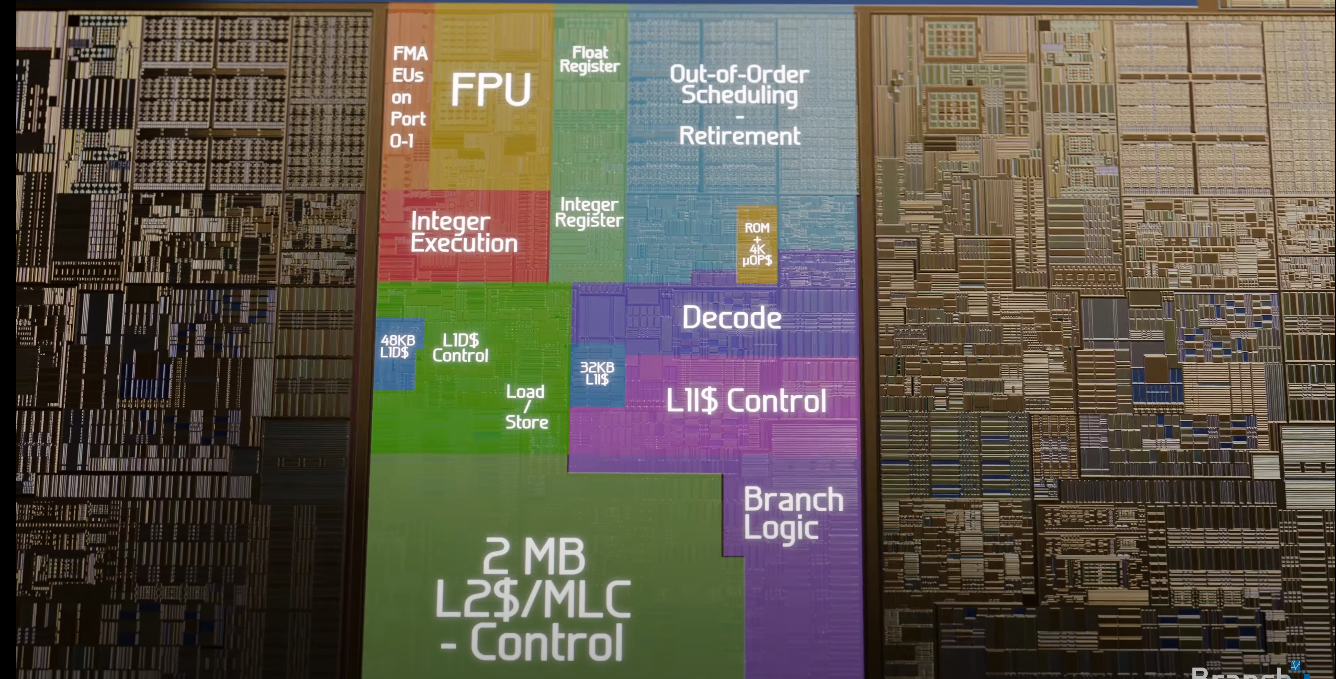 FMA
EUs
on
Port
0-1
FPU
Float
Register
Out-of-Order
Scheduling
-
Retirement
Integer
Execution
Integer
Register
ROM
+
4K
μOP$
Decode
48KB
L1D$
L1D$
Control
32KB
L1I$
Load
/
Store
L1I$ Control
Branch
Logic
2 MB
L2$/MLC
- Control
Branch